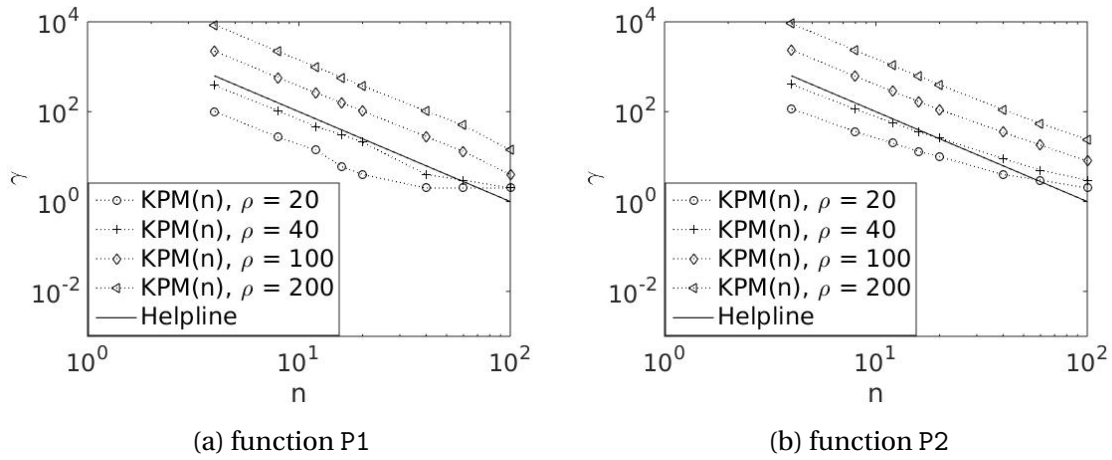 10^4
10^2
10^0
10^-2
γ
KPM(n), ρ = 20
KPM(n), ρ = 40
KPM(n), ρ = 100
KPM(n), ρ = 200
Helpline
10^0
10^1
10^2
n
(a) function P1
10^4
10^2
10^0
10^-2
γ
KPM(n), ρ = 20
KPM(n), ρ = 40
KPM(n), ρ = 100
KPM(n), ρ = 200
Helpline
10^0
10^1
10^2
n
(b) function P2